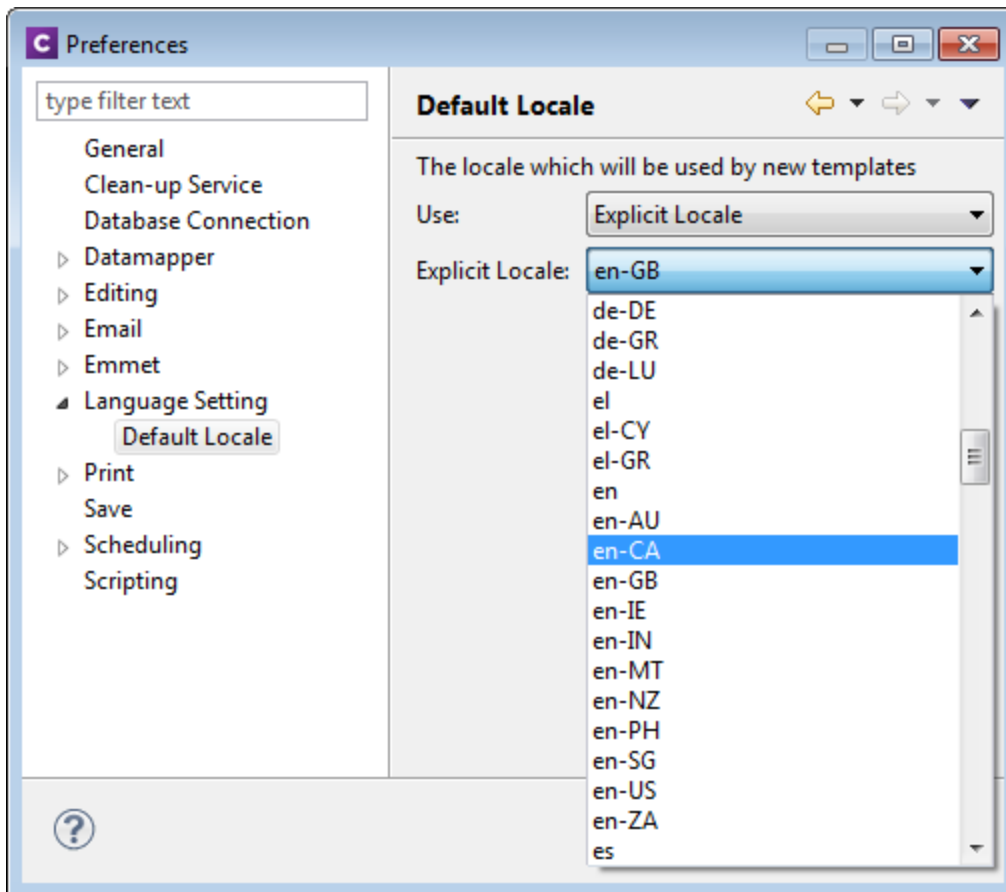 C Preferences
type filter text
General
Clean-up Service
Database Connection
Datamapper
Editing
Email
Emmet
Language Setting
Default Locale
Print
Save
Scheduling
Scripting
Default Locale
The locale which will be used by new templates
Use: Explicit Locale
Explicit Locale: en-GB
de-DE
de-GR
de-LU
el
el-CY
el-GR
en
en-AU
en-CA
en-GB
en-IE
en-IN
en-MT
en-NZ
en-PH
en-SG
en-US
en-ZA
es
?